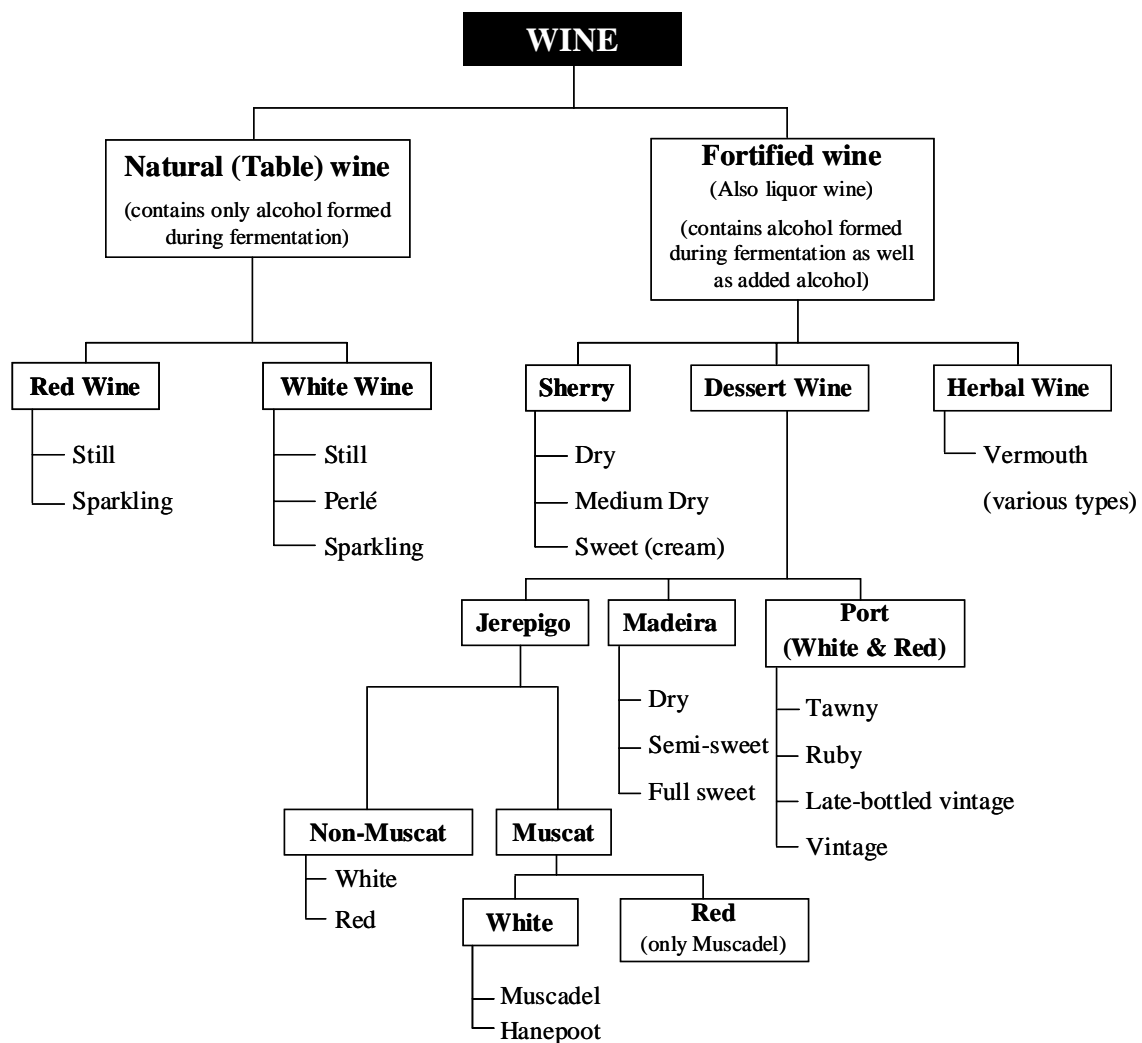 WINE
Natural (Table) wine
(contains only alcohol formed
during fermentation)
Fortified wine
(Also liquor wine)
(contains alcohol formed
during fermentation as well
as added alcohol)
Red Wine
Still
Sparkling
White Wine
Still
Perlé
Sparkling
Sherry
Dry
Medium Dry
Sweet (cream)
Dessert Wine
Herbal Wine
Vermouth
(various types)
Jerepigo
Madeira
Dry
Semi-sweet
Full sweet
Port
(White & Red)
Tawny
Ruby
Late-bottled vintage
Vintage
Non-Muscat
White
Red
Muscat
White
Muscadel
Hanepoot
Red
(only Muscadel)